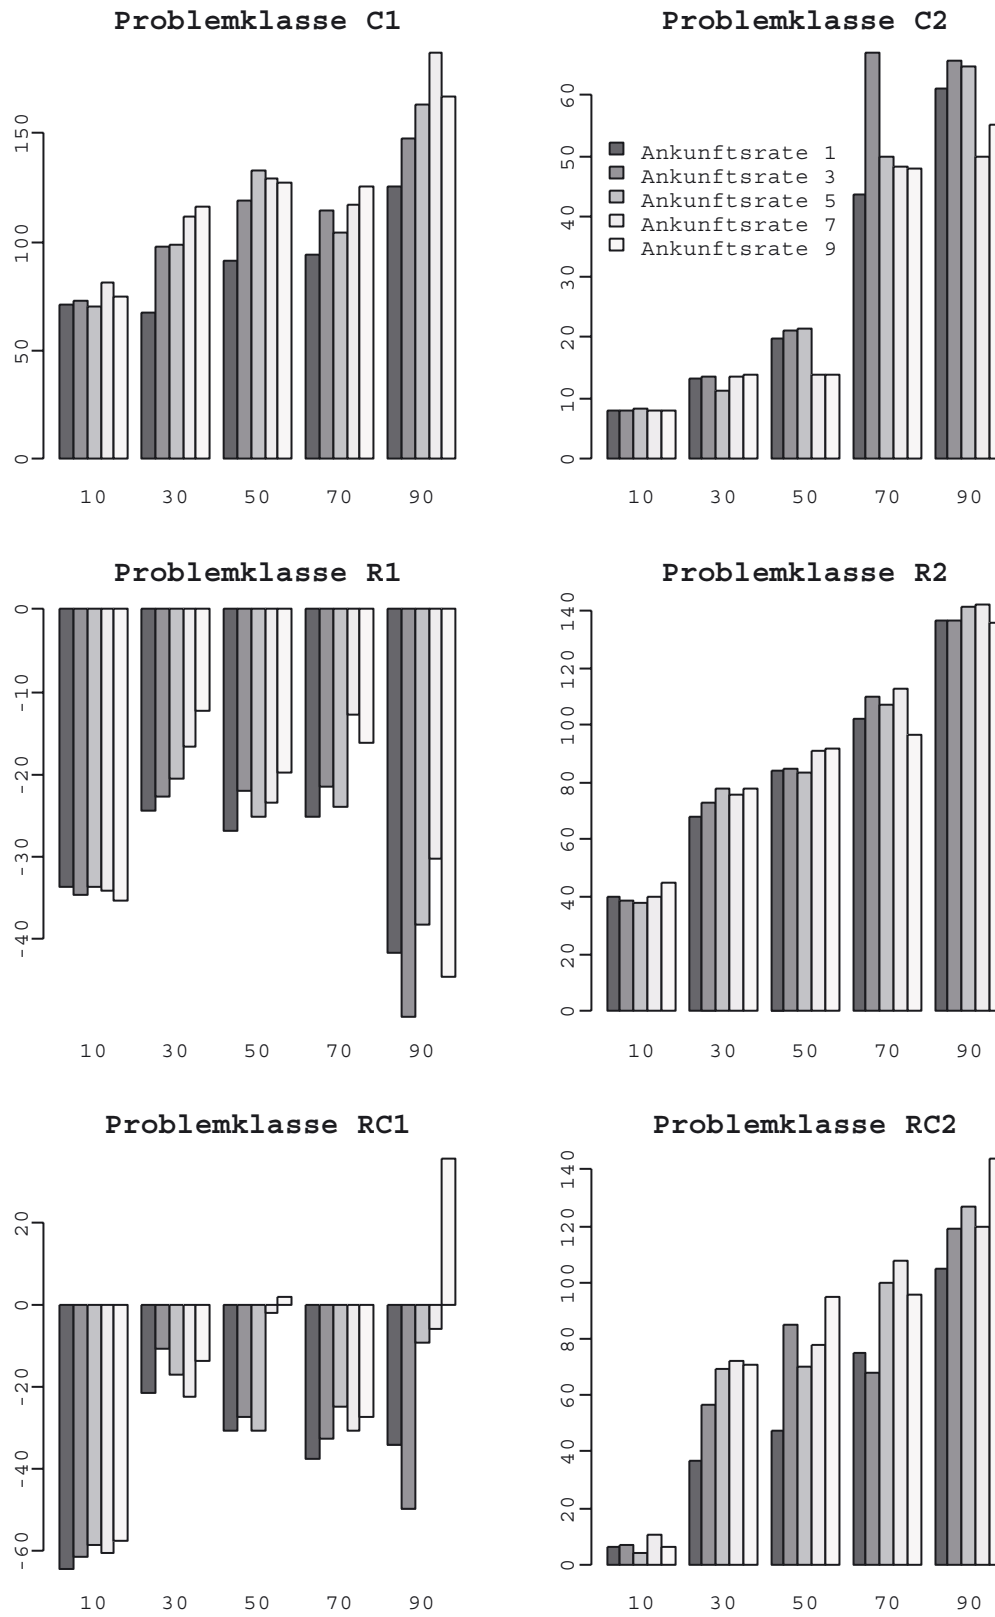 Problemklasse C1
150
100
50
0
10 30 50 70 90
Problemklasse C2
60
50
40
30
20
10
0
Ankunftsrate 1
Ankunftsrate 3
Ankunftsrate 5
Ankunftsrate 7
Ankunftsrate 9
10 30 50 70 90
Problemklasse R1
0
-10
-20
-30
-40
10 30 50 70 90
Problemklasse R2
140
120
100
80
60
40
20
0
10 30 50 70 90
Problemklasse RC1
20
0
-20
-40
-60
10 30 50 70 90
Problemklasse RC2
140
120
100
80
60
40
20
0
10 30 50 70 90